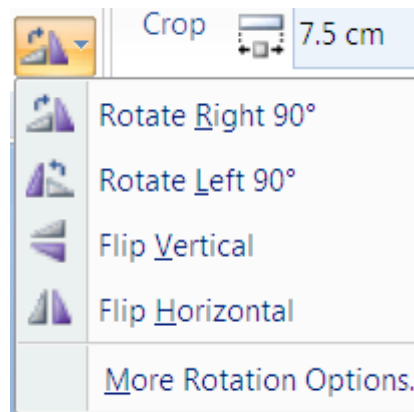 Crop
7.5 cm
Rotate Right 90°
Rotate Left 90°
Flip Vertical
Flip Horizontal
More Rotation Options.